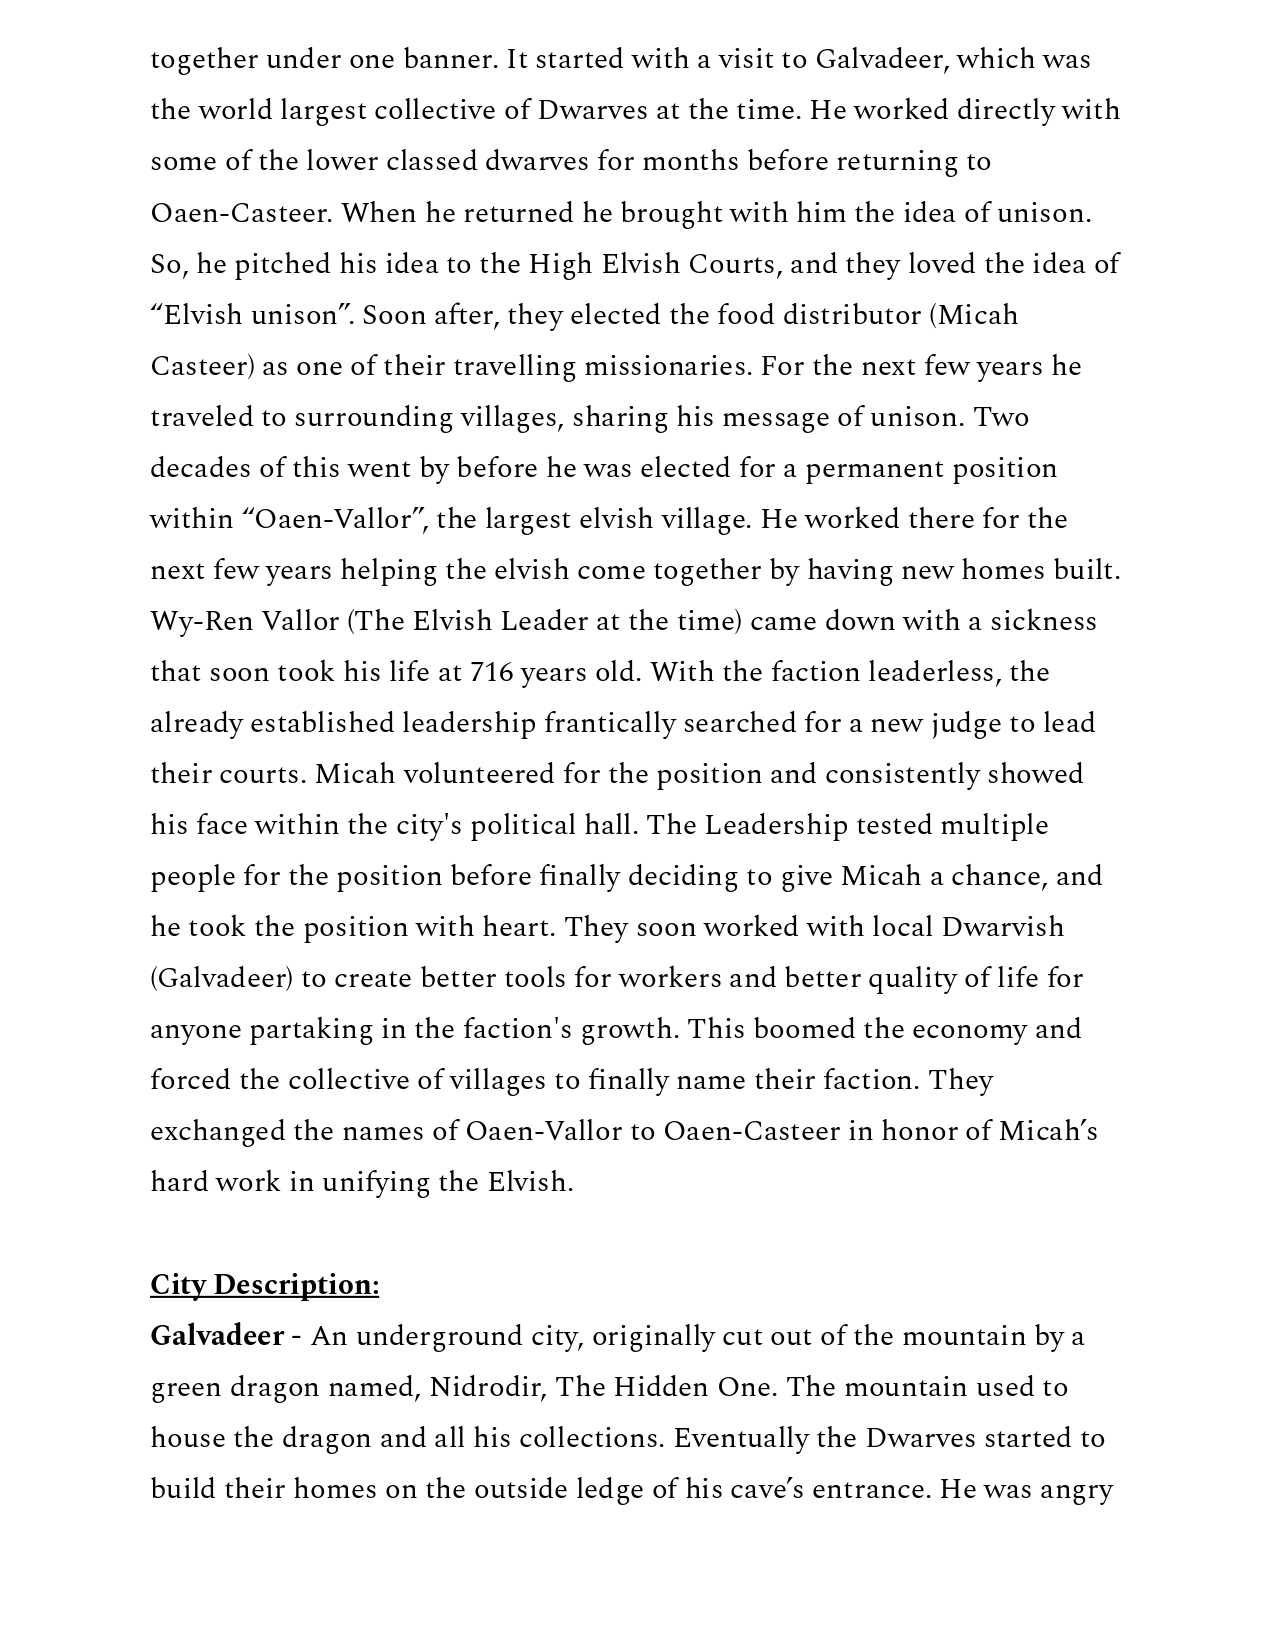 together under one banner. It started with a visit to Galvadeer, which was
the world largest collective of Dwarves at the time. He worked directly with
some of the lower classed dwarves for months before returning to
Oaen-Casteer. When he returned he brought with him the idea of unison.
So, he pitched his idea to the High Elvish Courts, and they loved the idea of
“Elvish unison”. Soon after, they elected the food distributor (Micah
Casteer) as one of their travelling missionaries. For the next few years he
traveled to surrounding villages, sharing his message of unison. Two
decades of this went by before he was elected for a permanent position
within “Oaen-Vallor”, the largest elvish village. He worked there for the
next few years helping the elvish come together by having new homes built.
Wy-Ren Vallor (The Elvish Leader at the time) came down with a sickness
that soon took his life at 716 years old. With the faction leaderless, the
already established leadership frantically searched for a new judge to lead
their courts. Micah volunteered for the position and consistently showed
his face within the city's political hall. The Leadership tested multiple
people for the position before finally deciding to give Micah a chance, and
he took the position with heart. They soon worked with local Dwarvish
(Galvadeer) to create better tools for workers and better quality of life for
anyone partaking in the faction's growth. This boomed the economy and
forced the collective of villages to finally name their faction. They
exchanged the names of Oaen-Vallor to Oaen-Casteer in honor of Micah’s
hard work in unifying the Elvish.
City Description:
Galvadeer - An underground city, originally cut out of the mountain by a
green dragon named, Nidrodir, The Hidden One. The mountain used to
house the dragon and all his collections. Eventually the Dwarves started to
build their homes on the outside ledge of his cave’s entrance. He was angry